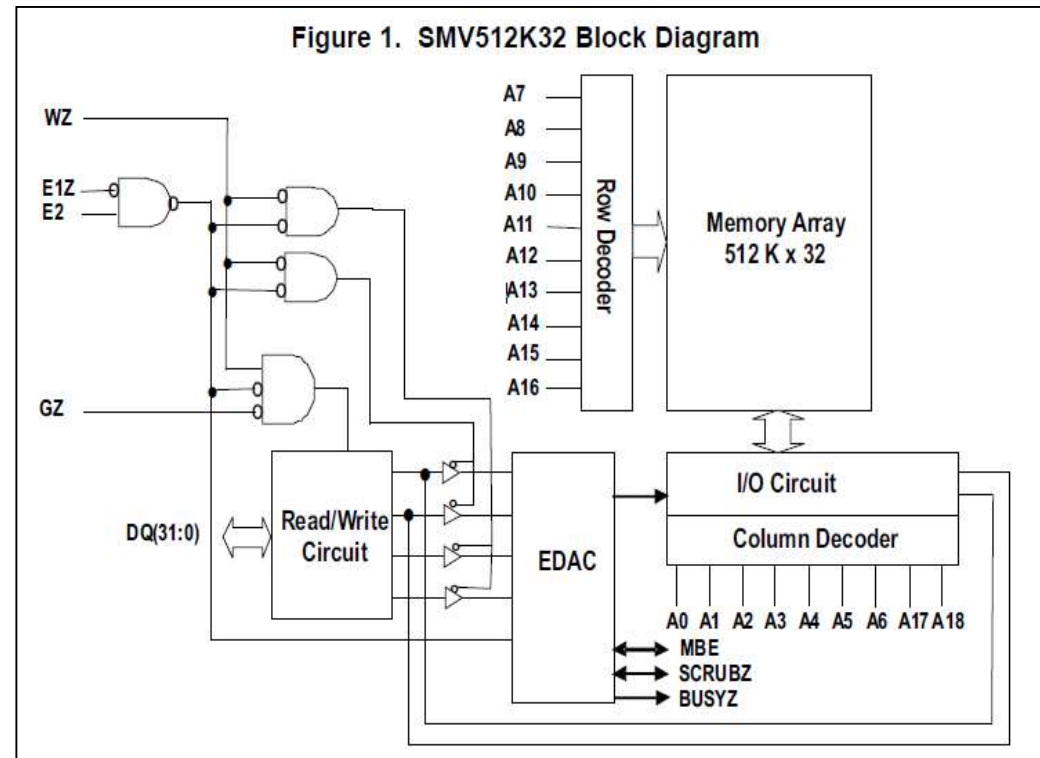 Figure 1. SMV512K32 Block Diagram
WZ
E1Z
E2
GZ
DQ(31:0)
Read/Write
Circuit
A7
A8
A9
A10
A11
A12
A13
A14
A15
A16
Row Decoder
Memory Array
512 K x 32
EDAC
I/O Circuit
Column Decoder
A0 A1 A2 A3 A4 A5 A6 A17 A18
MBE
SCRUBZ
BUSYZ